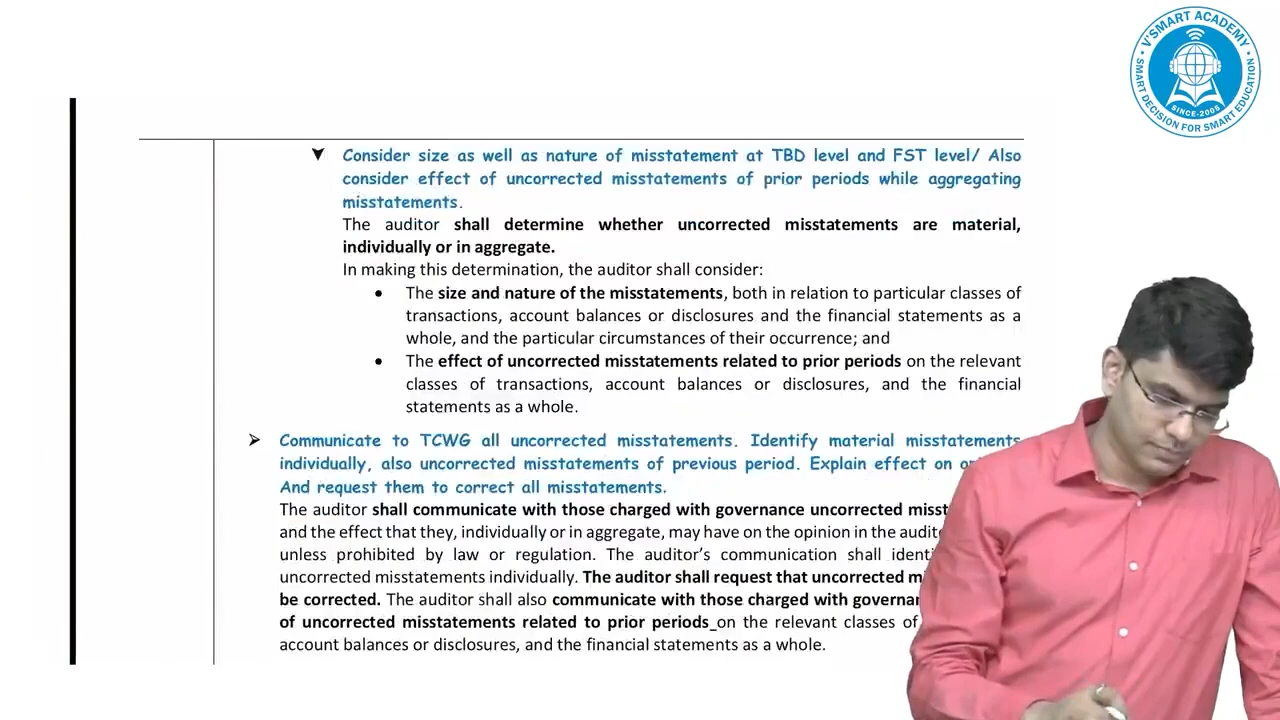 V'SMART ACADEMY
SINCE-2005
SMART DECISION FOR SMART EDUCATION
Consider size as well as nature of misstatement at TBD level and FST level/ Also
consider effect of uncorrected misstatements of prior periods while aggregating
misstatements.
The auditor shall determine whether uncorrected misstatements are material,
individually or in aggregate.
In making this determination, the auditor shall consider:
• The size and nature of the misstatements, both in relation to particular classes of
transactions, account balances or disclosures and the financial statements as a
whole, and the particular circumstances of their occurrence; and
• The effect of uncorrected misstatements related to prior periods on the relevant
classes of transactions, account balances or disclosures, and the financial
statements as a whole.
Communicate to TCWG all uncorrected misstatements. Identify material misstatements
individually, also uncorrected misstatements of previous period. Explain effect on
And request them to correct all misstatements.
The auditor shall communicate with those charged with governance uncorrected
and the effect that they, individually or in aggregate, may have on the opinion in the
unless prohibited by law or regulation. The auditor's communication shall
uncorrected misstatements individually. The auditor shall request that uncorrected
be corrected. The auditor shall also communicate with those charged with
of uncorrected misstatements related to prior periods_on the relevant classes of
account balances or disclosures, and the financial statements as a whole.